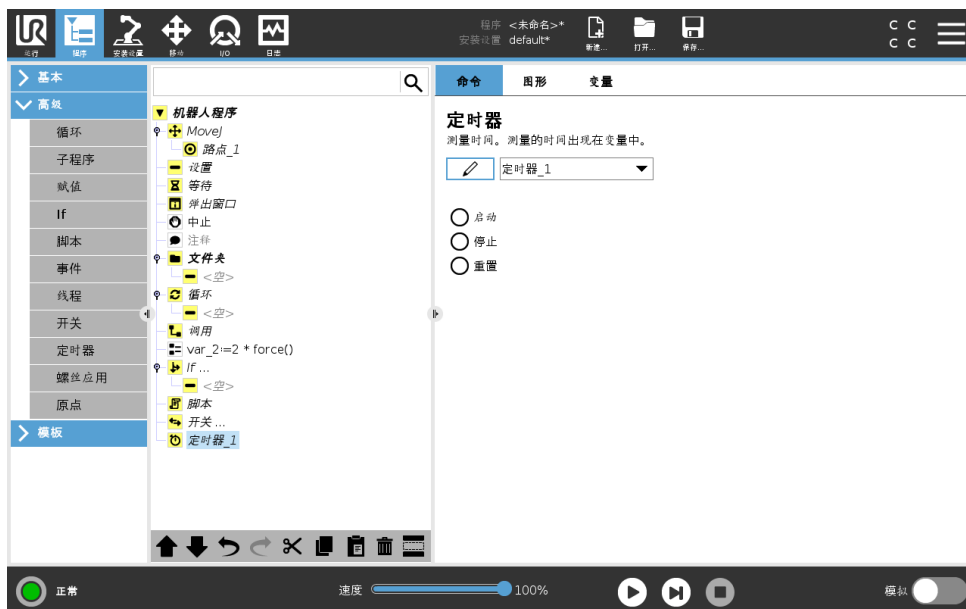 UR
运行
程序
安装设置
移动
I/O
日志
程序 <未命名>*
安装设置 default*
新建...
打开...
保存...
C C
C C
基本
高级
循环
子程序
赋值
If
脚本
事件
线程
开关
定时器
螺丝应用
原点
模板
机器人程序
MoveJ
路点_1
设置
等待
弹出窗口
中止
注释
文件夹
<空>
循环
<空>
调用
var_2:=2 * force()
If ...
<空>
脚本
开关 ...
定时器_1
命令
图形
变量
定时器
测量时间。测量的时间出现在变量中。
定时器_1
启动
停止
重置
正常
速度
100%
模拟